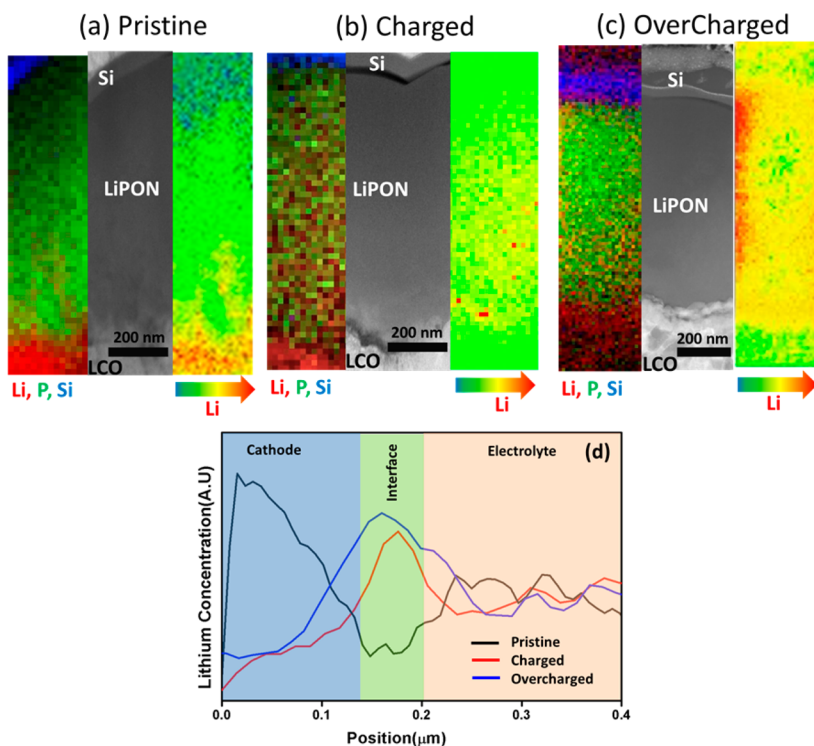 (a) Pristine
(b) Charged
(c) OverCharged
Si
LiPON
200 nm
LCO
Li, P, Si
Li
Si
LiPON
200 nm
LCO
Li, P, Si
Li
Si
LiPON
200 nm
LCO
Li, P, Si
Li
Cathode
Interface
Electrolyte
(d)
Lithium Concentration(A.U)
Pristine
Charged
Overcharged
0.0 0.1 0.2 0.3 0.4
Position(μm)